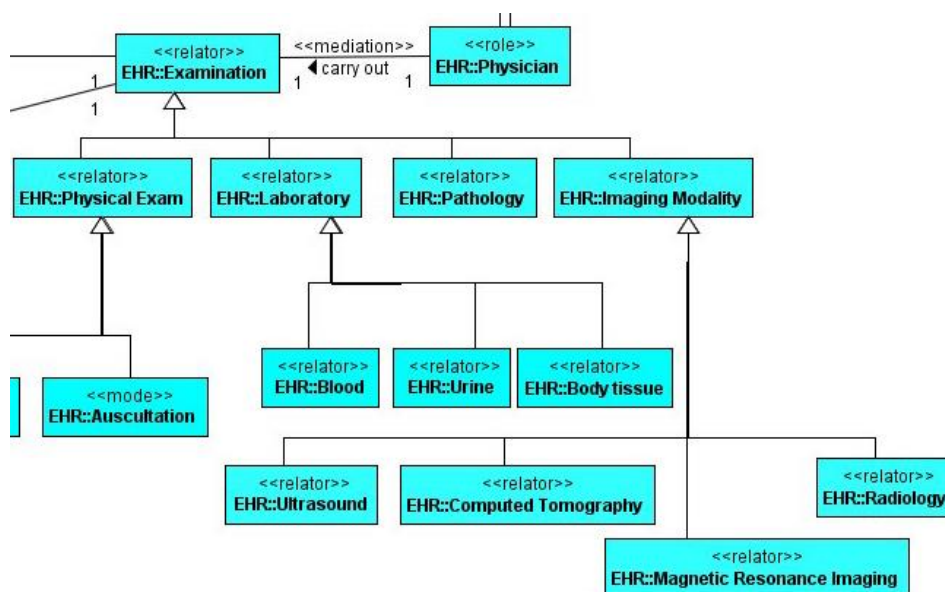 <<relator>>
EHR::Examination
<<mediation>>
◀ carry out
<<role>>
EHR::Physician
1
1
1
1
<<relator>>
EHR::Physical Exam
<<relator>>
EHR::Laboratory
<<relator>>
EHR::Pathology
<<relator>>
EHR::Imaging Modality
<<relator>>
EHR::Blood
<<relator>>
EHR::Urine
<<relator>>
EHR::Body tissue
<<mode>>
EHR::Auscultation
<<relator>>
EHR::Ultrasound
<<relator>>
EHR::Computed Tomography
<<relator>>
EHR::Radiology
<<relator>>
EHR::Magnetic Resonance Imaging